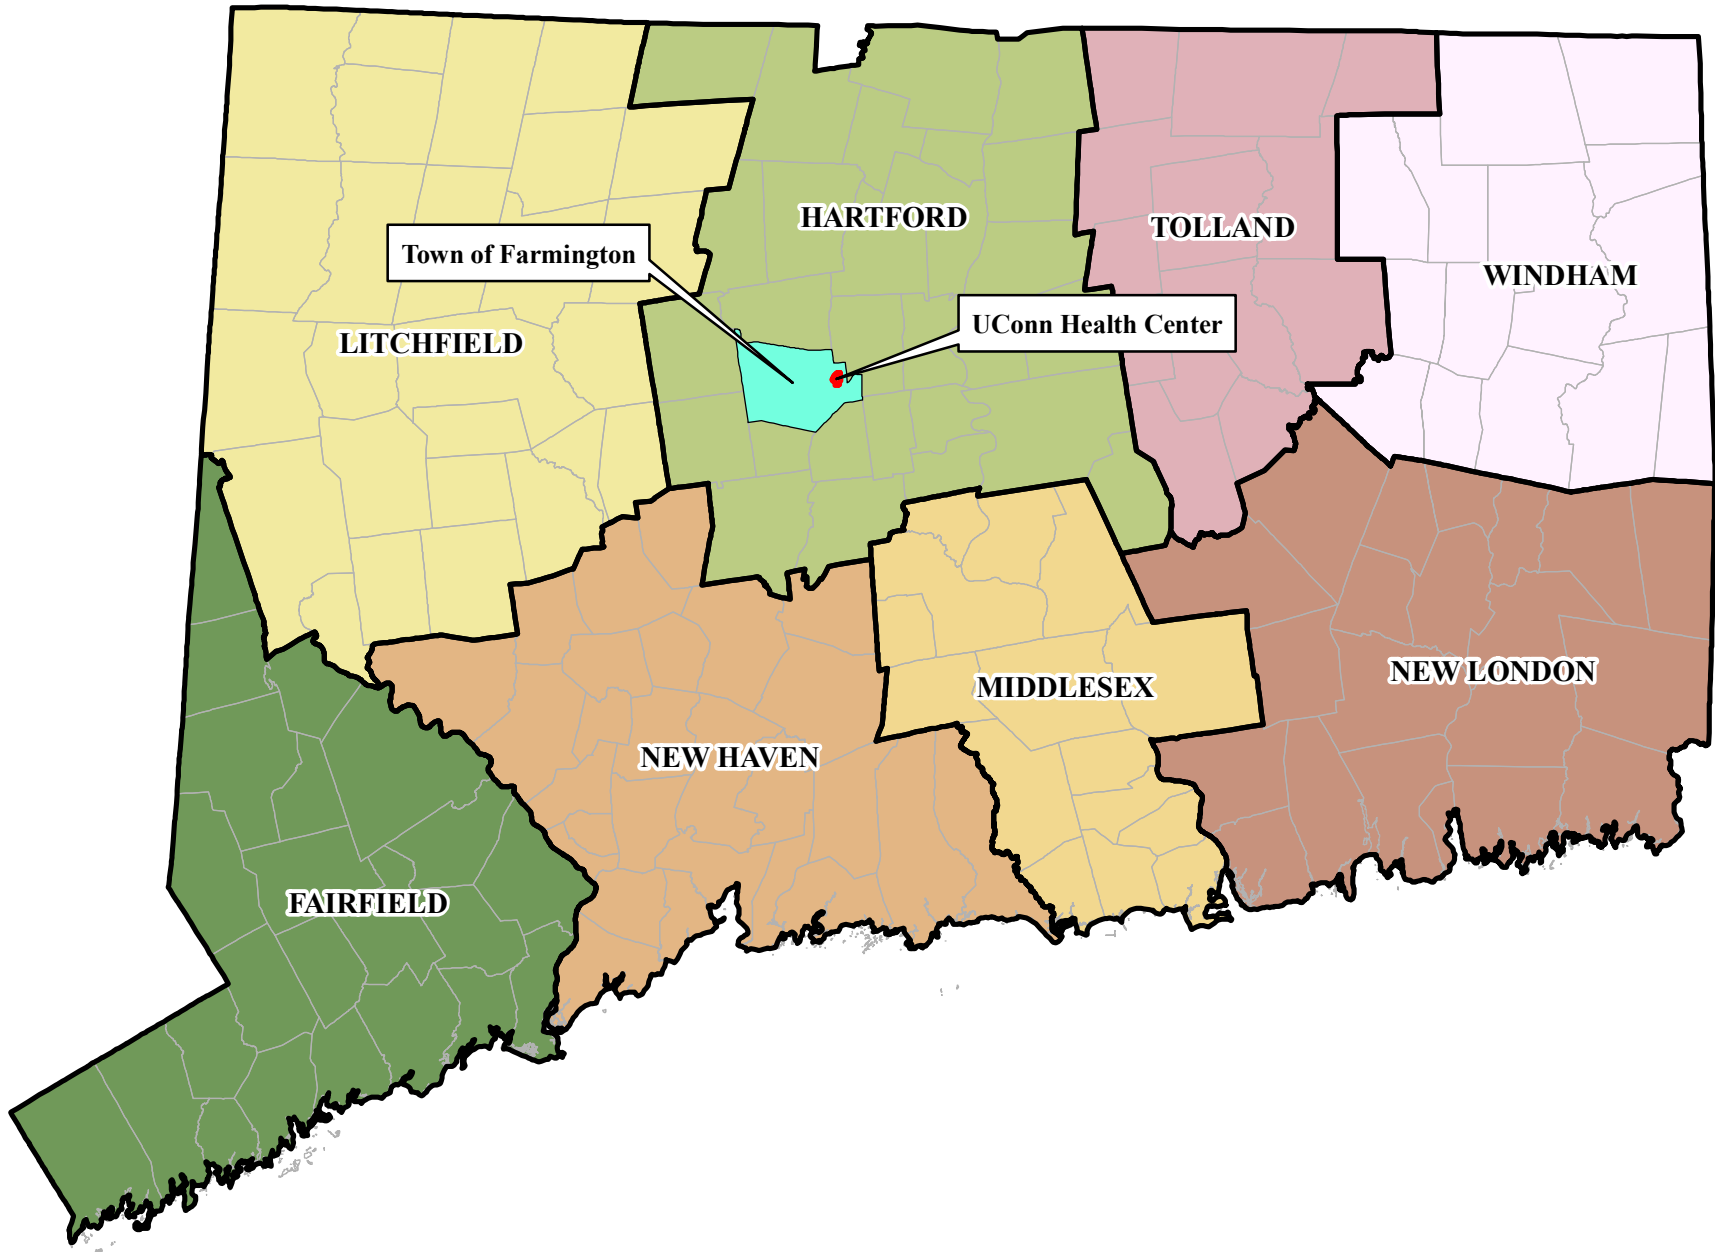 HARTFORD
TOLLAND
Town of Farmington
WINDHAM
UConn Health Center
LITCHFIELD
NEW LONDON
MIDDLESEX
NEW HAVEN
FAIRFIELD